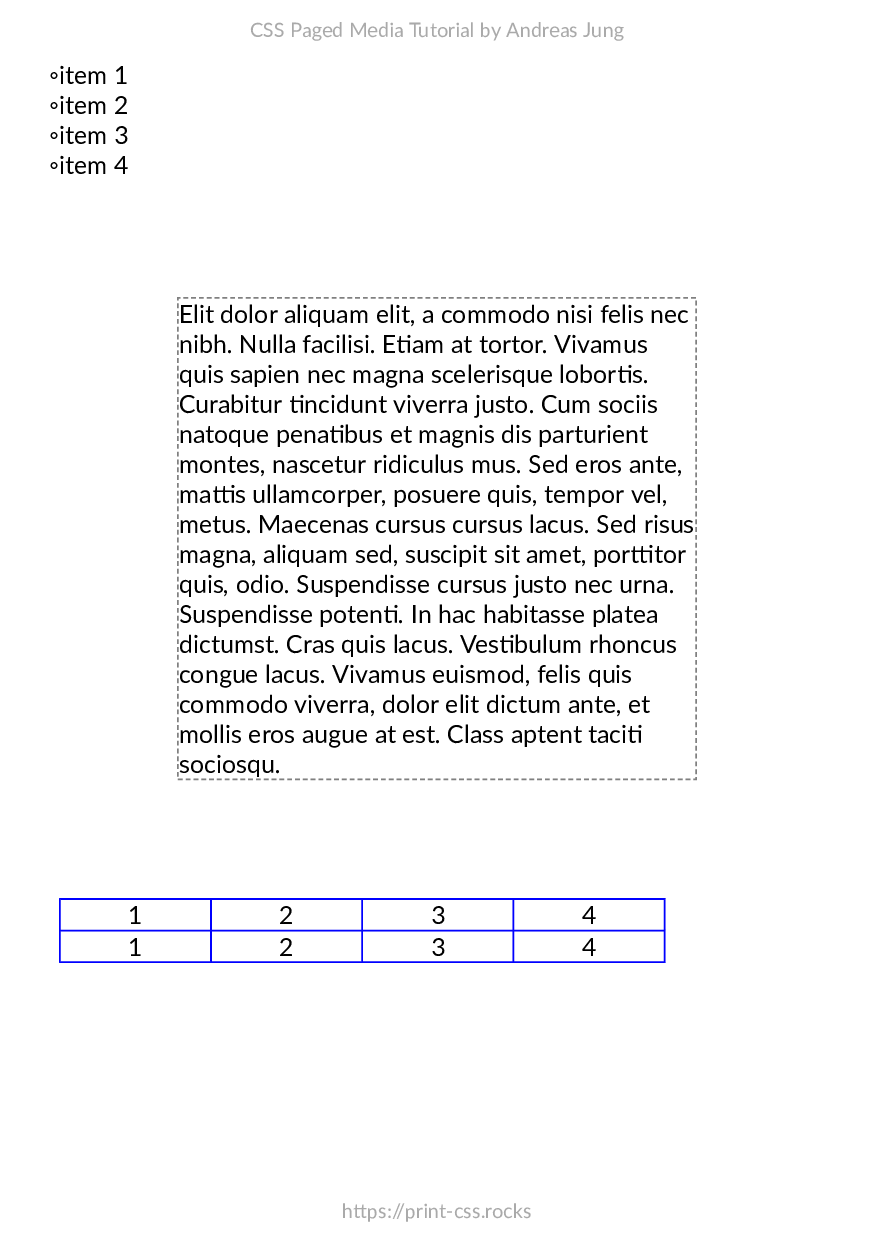 CSS Paged Media Tutorial by Andreas Jung
◦item 1
◦item 2
◦item 3
◦item 4
Elit dolor aliquam elit, a commodo nisi felis nec
nibh. Nulla facilisi. Etiam at tortor. Vivamus
quis sapien nec magna scelerisque lobortis.
Curabitur tincidunt viverra justo. Cum sociis
natoque penatibus et magnis dis parturient
montes, nascetur ridiculus mus. Sed eros ante,
mattis ullamcorper, posuere quis, tempor vel,
metus. Maecenas cursus cursus lacus. Sed risus
magna, aliquam sed, suscipit sit amet, porttitor
quis, odio. Suspendisse cursus justo nec urna.
Suspendisse potenti. In hac habitasse platea
dictumst. Cras quis lacus. Vestibulum rhoncus
congue lacus. Vivamus euismod, felis quis
commodo viverra, dolor elit dictum ante, et
mollis eros augue at est. Class aptent taciti
sociosqu.
1 2 3 4
1 2 3 4
https://print-css.rocks